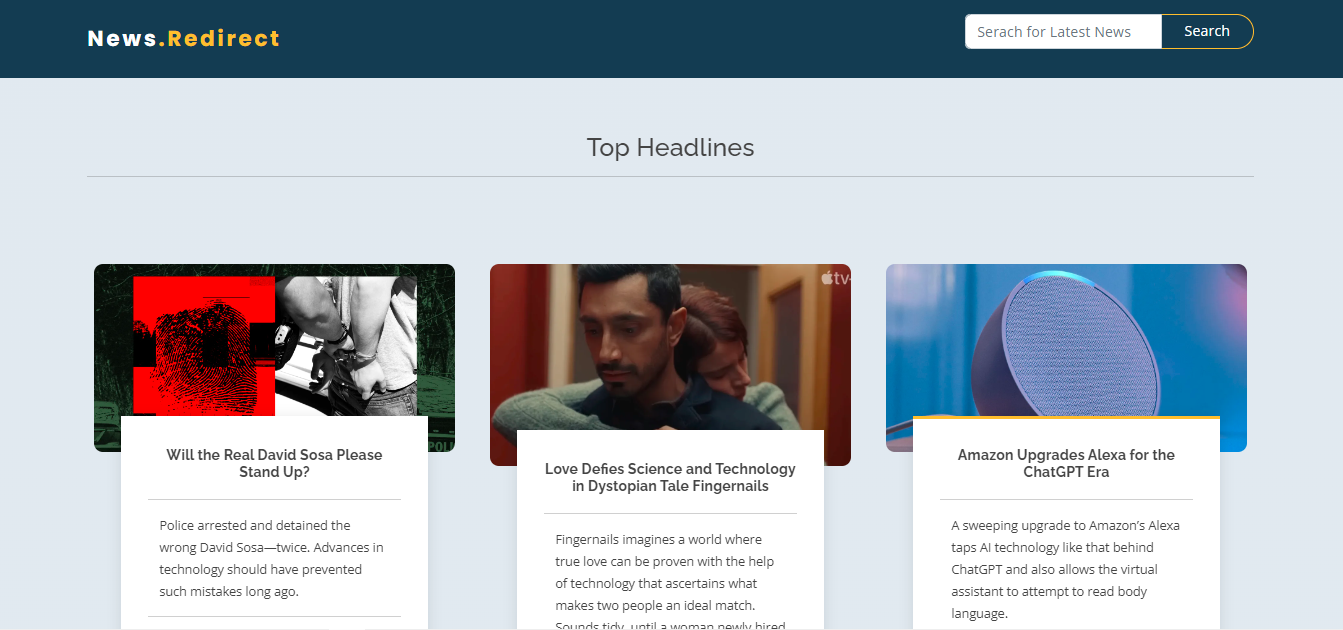 News.Redirect
Serach for Latest News
Search
Top Headlines
tv
POLI
Will the Real David Sosa Please
Stand Up?
Police arrested and detained the
wrong David Sosa—twice. Advances in
technology should have prevented
such mistakes long ago.
Love Defies Science and Technology
in Dystopian Tale Fingernails
Fingernails imagines a world where
true love can be proven with the help
of technology that ascertains what
makes two people an ideal match.
Sounds tidy, until a woman newly hired
Amazon Upgrades Alexa for the
ChatGPT Era
A sweeping upgrade to Amazon’s Alexa
taps AI technology like that behind
ChatGPT and also allows the virtual
assistant to attempt to read body
language.